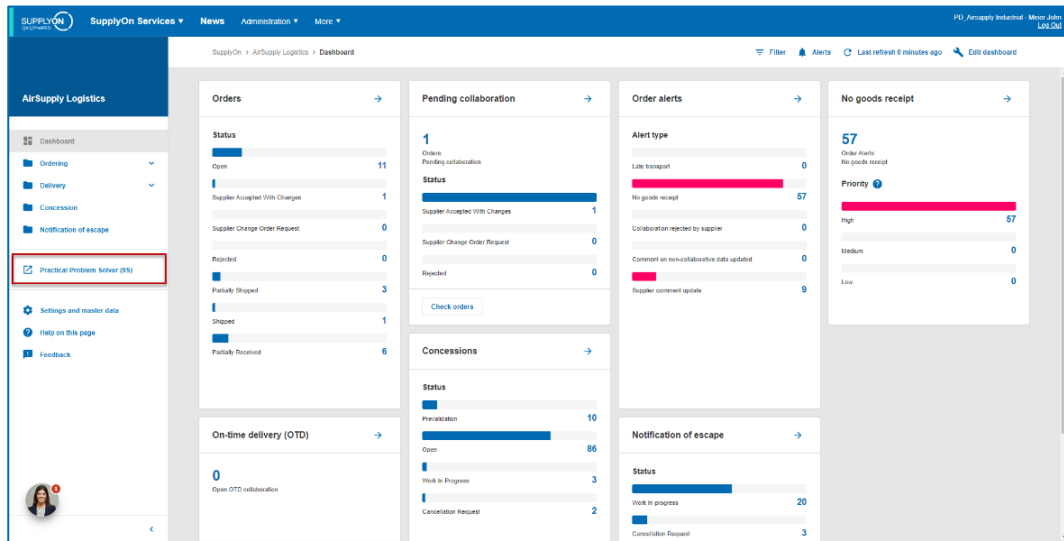 SUPPLYON
QAS/PrePRD
SupplyOn Services
News
Administration
More
PD_Airsupply Industrial - Meier John
Log Out
SupplyOn > AirSupply Logistics > Dashboard
Filter
Alerts
Last refresh 0 minutes ago
Edit dashboard
AirSupply Logistics
Dashboard
Ordering
Delivery
Concession
Notification of escape
Practical Problem Solver (8S)
Settings and master data
Help on this page
Feedback
1
Orders
Status
Open 11
Supplier Accepted With Changes 1
Supplier Change Order Request 0
Rejected 0
Partially Shipped 3
Shipped 1
Partially Received 6
Pending collaboration
1
Orders
Pending collaboration
Status
Supplier Accepted With Changes 1
Supplier Change Order Request 0
Rejected 0
Check orders
Order alerts
Alert type
Late transport 0
No goods receipt 57
Collaboration rejected by supplier 0
Comment on non-collaborative data updated 0
Supplier comment update 9
No goods receipt
57
Order Alerts
No goods receipt
Priority ?
High 57
Medium 0
Low 0
On-time delivery (OTD)
0
Open OTD collaboration
Concessions
Status
Prevalidation 10
Open 86
Work In Progress 3
Cancellation Request 2
Notification of escape
Status
Work in progress 20
Cancellation Request 3